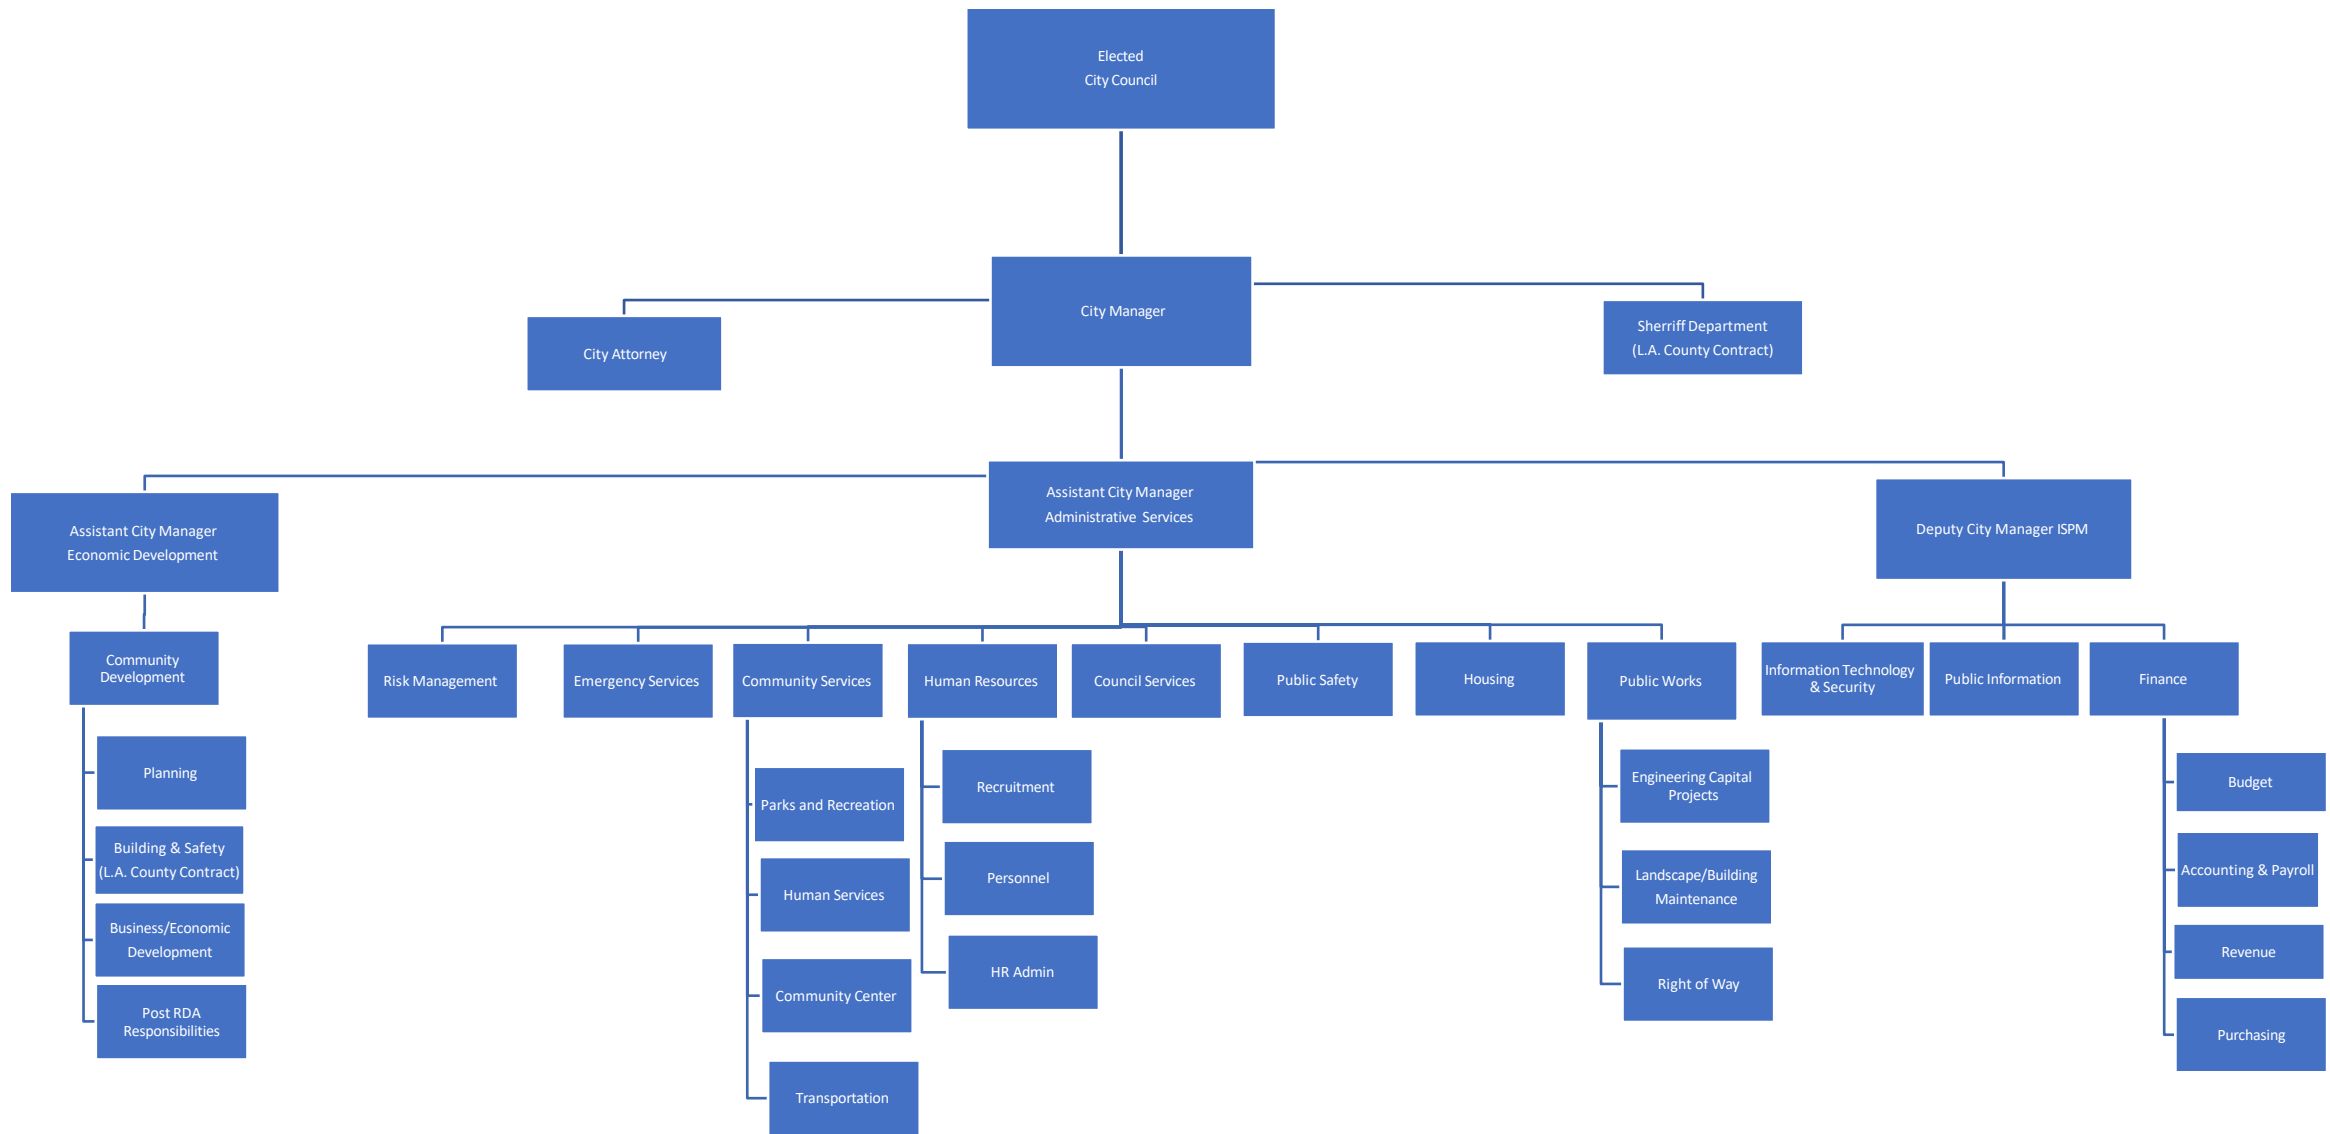 Elected
City Council
City Manager
City Attorney
Sherriff Department
(L.A. County Contract)
Assistant City Manager
Administrative Services
Assistant City Manager
Economic Development
Deputy City Manager ISPM
Community
Development
Risk Management
Emergency Services
Community Services
Human Resources
Council Services
Public Safety
Housing
Public Works
Information Technology
& Security
Public Information
Finance
Planning
Building & Safety
(L.A. County Contract)
Business/Economic
Development
Post RDA
Responsibilities
Parks and Recreation
Human Services
Community Center
Transportation
Recruitment
Personnel
HR Admin
Engineering Capital
Projects
Landscape/Building
Maintenance
Right of Way
Budget
Accounting & Payroll
Revenue
Purchasing